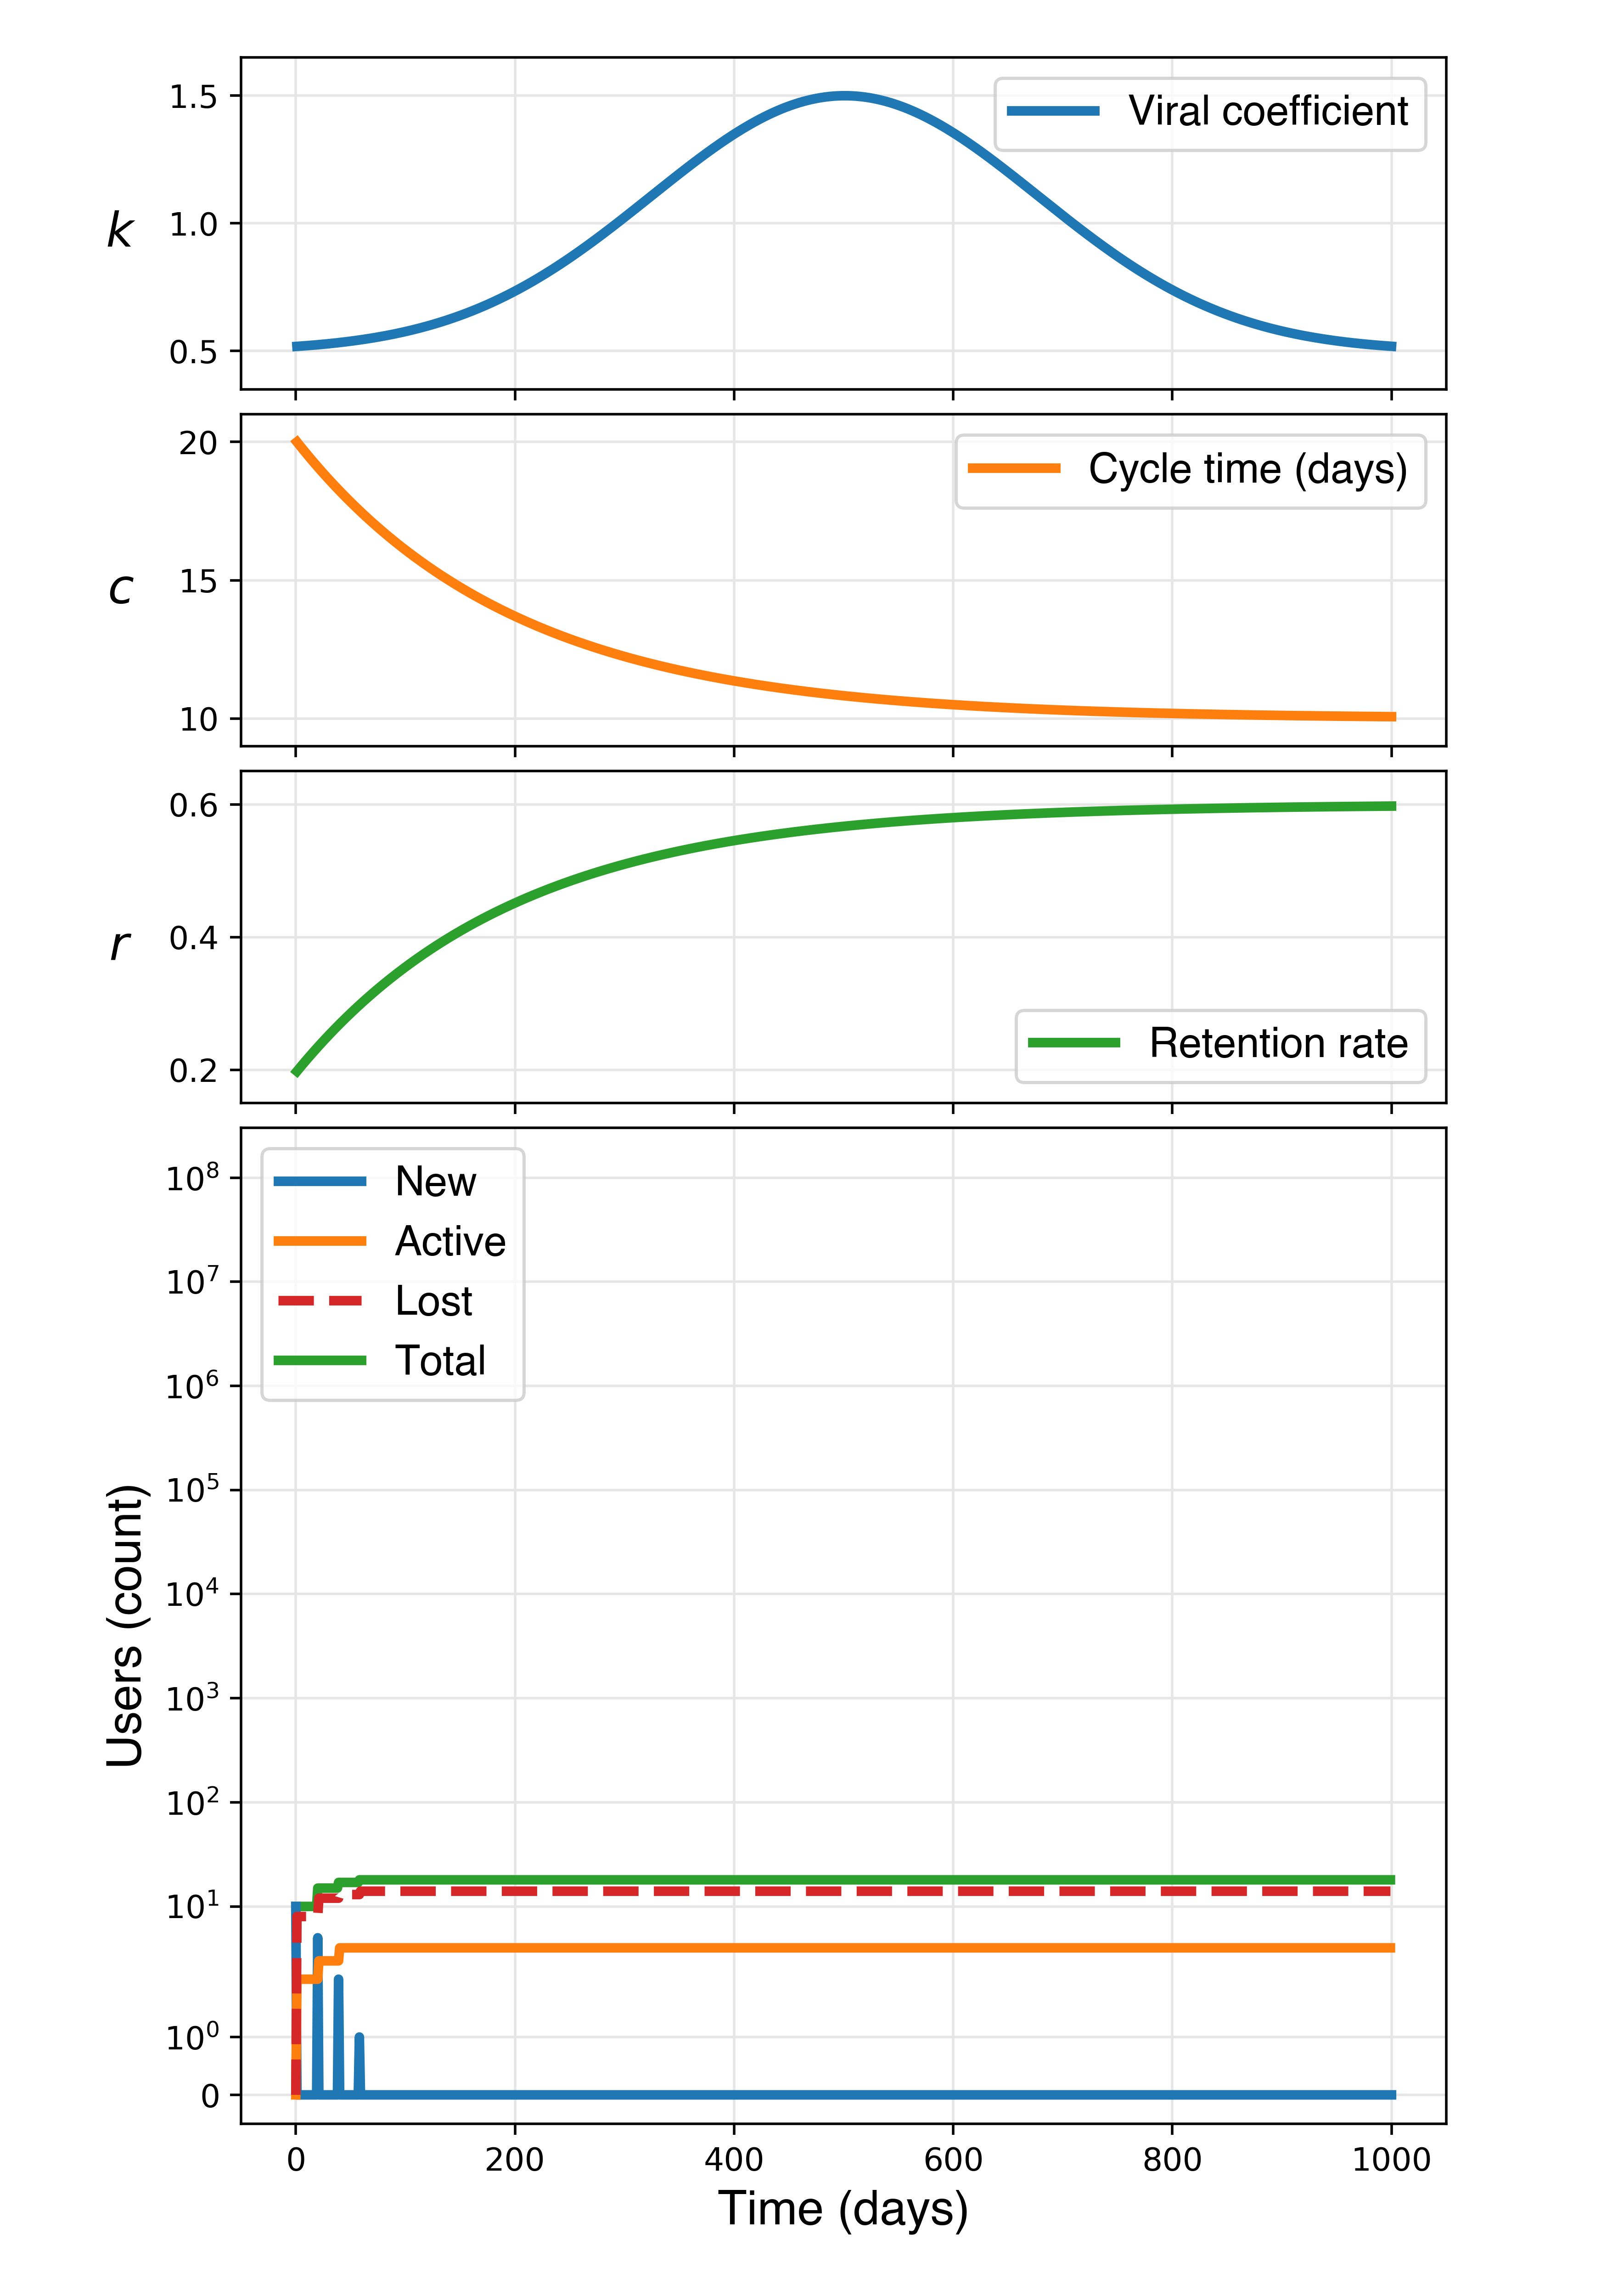 1.5
1.0
0.5
k
Viral coefficient
20
15
10
c
Cycle time (days)
0.6
0.4
0.2
r
Retention rate
10⁸
10⁷
10⁶
10⁵
10⁴
10³
10²
10¹
10⁰
0
Users (count)
New
Active
Lost
Total
0 200 400 600 800 1000
Time (days)